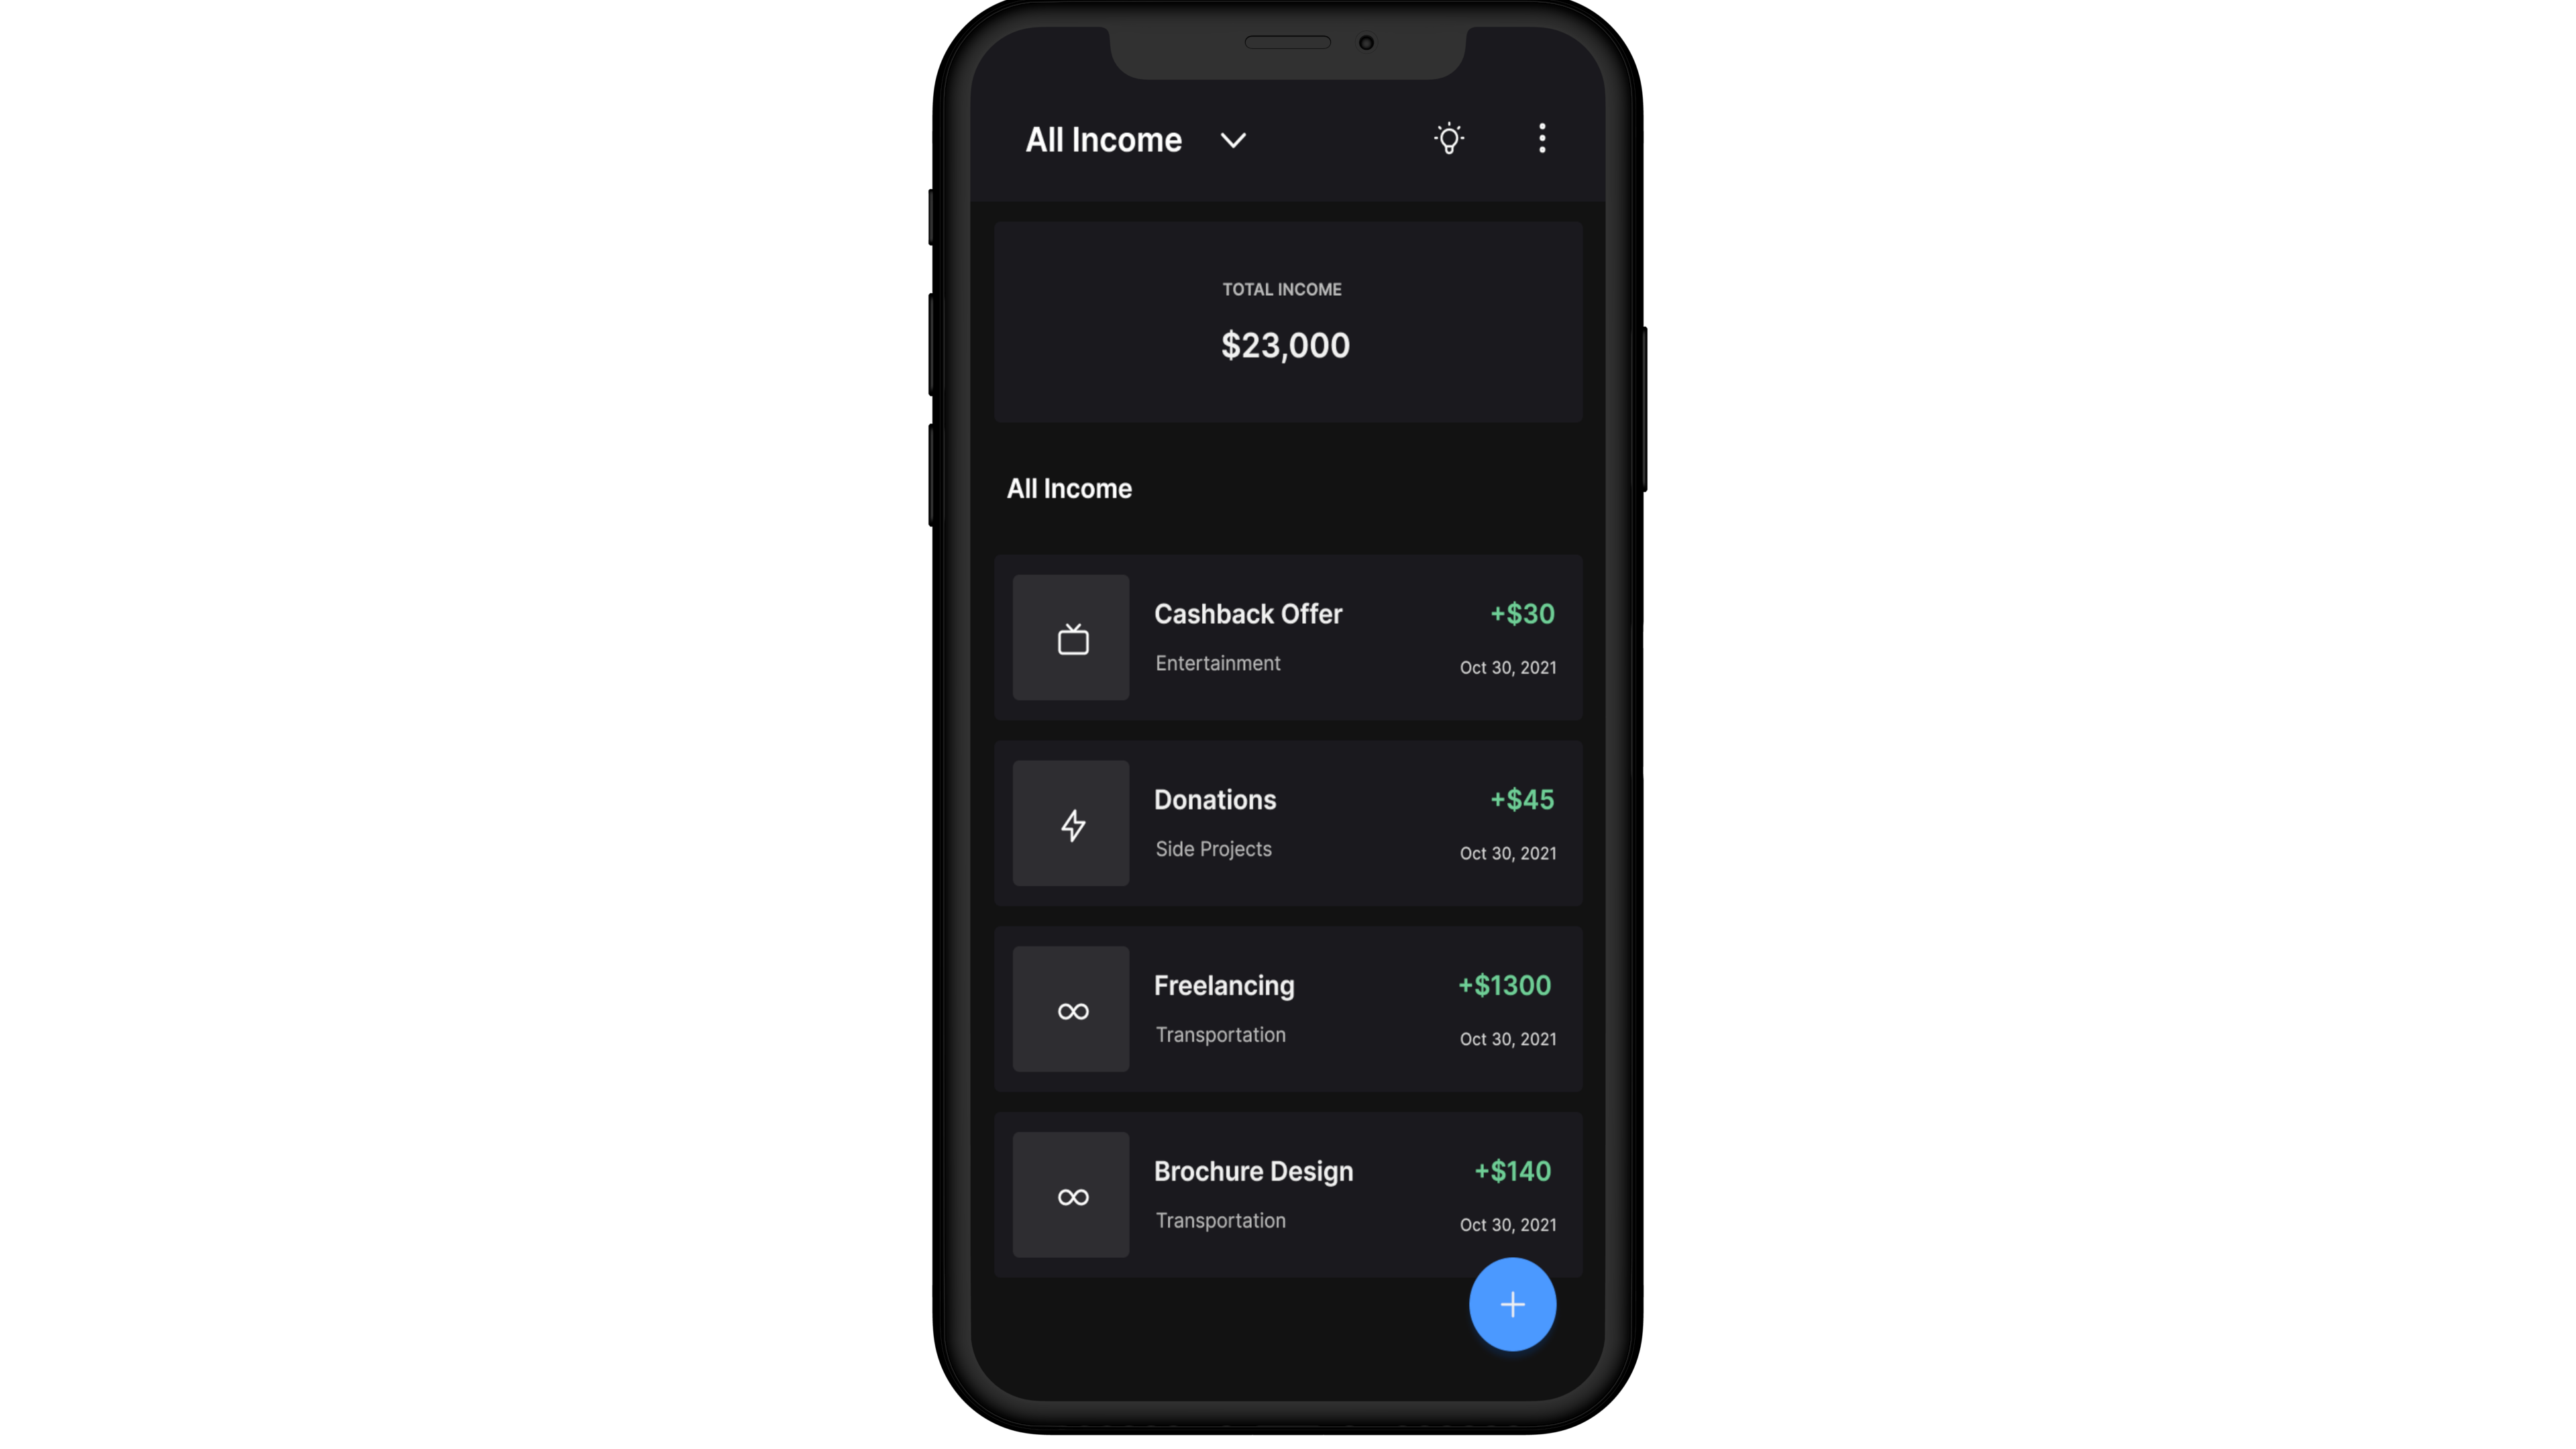 All Income
TOTAL INCOME
$23,000
All Income
Cashback Offer +$30
Entertainment Oct 30, 2021
Donations +$45
Side Projects Oct 30, 2021
Freelancing +$1300
Transportation Oct 30, 2021
Brochure Design +$140
Transportation Oct 30, 2021